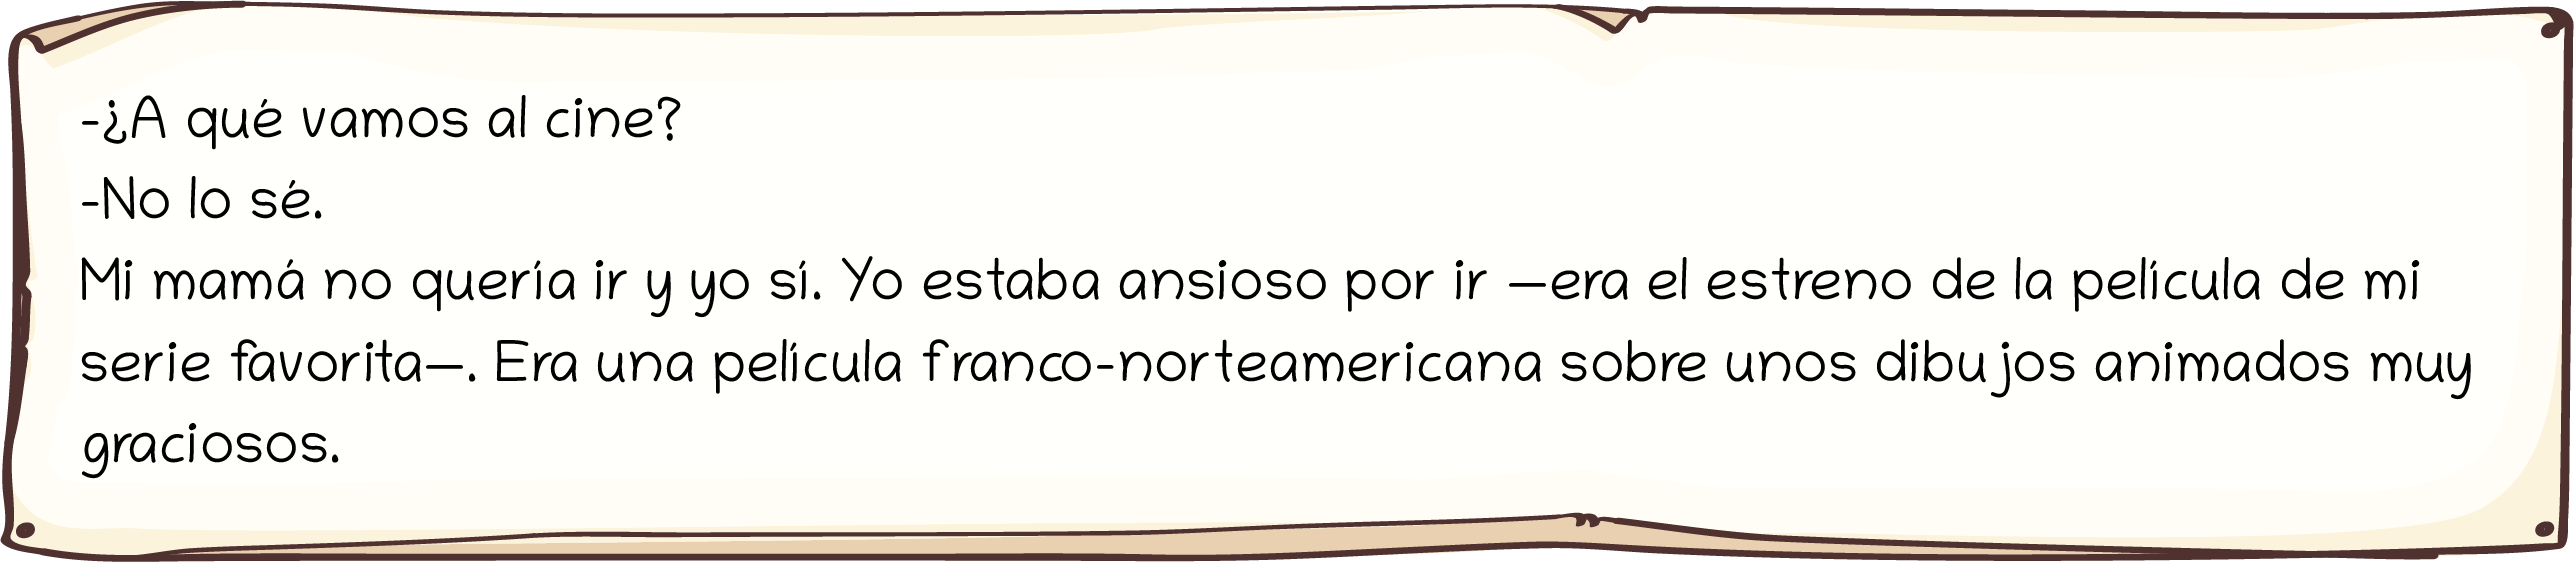 -¿A qué vamos al cine?
-No lo sé.
Mi mamá no quería ir y yo sí. Yo estaba ansioso por ir —era el estreno de la película de mi
serie favorita—. Era una película franco-norteamericana sobre unos dibujos animados muy
graciosos.